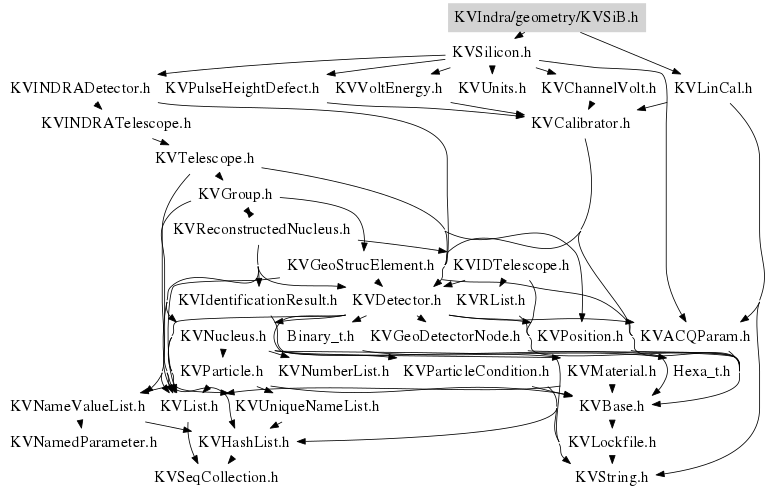 KVIndra/geometry/KVSiB.h
KVSilicon.h
KVINDRADetector.h KVPulseHeightDefect.h KVVoltEnergy.h KVUnits.h KVChannelVolt.h KVLinCal.h
KVINDRATelescope.h KVCalibrator.h
KVTelescope.h
KVGroup.h
KVReconstructedNucleus.h
KVGeoStrucElement.h KVIDTelescope.h
KVIdentificationResult.h KVDetector.h KVRList.h
KVNucleus.h Binary_t.h KVGeoDetectorNode.h KVPosition.h KVACQParam.h
KVParticle.h KVNumberList.h KVParticleCondition.h KVMaterial.h Hexa_t.h
KVNameValueList.h KVList.h KVUniqueNameList.h KVBase.h
KVNamedParameter.h KVHashList.h KVLockfile.h
KVSeqCollection.h KVString.h